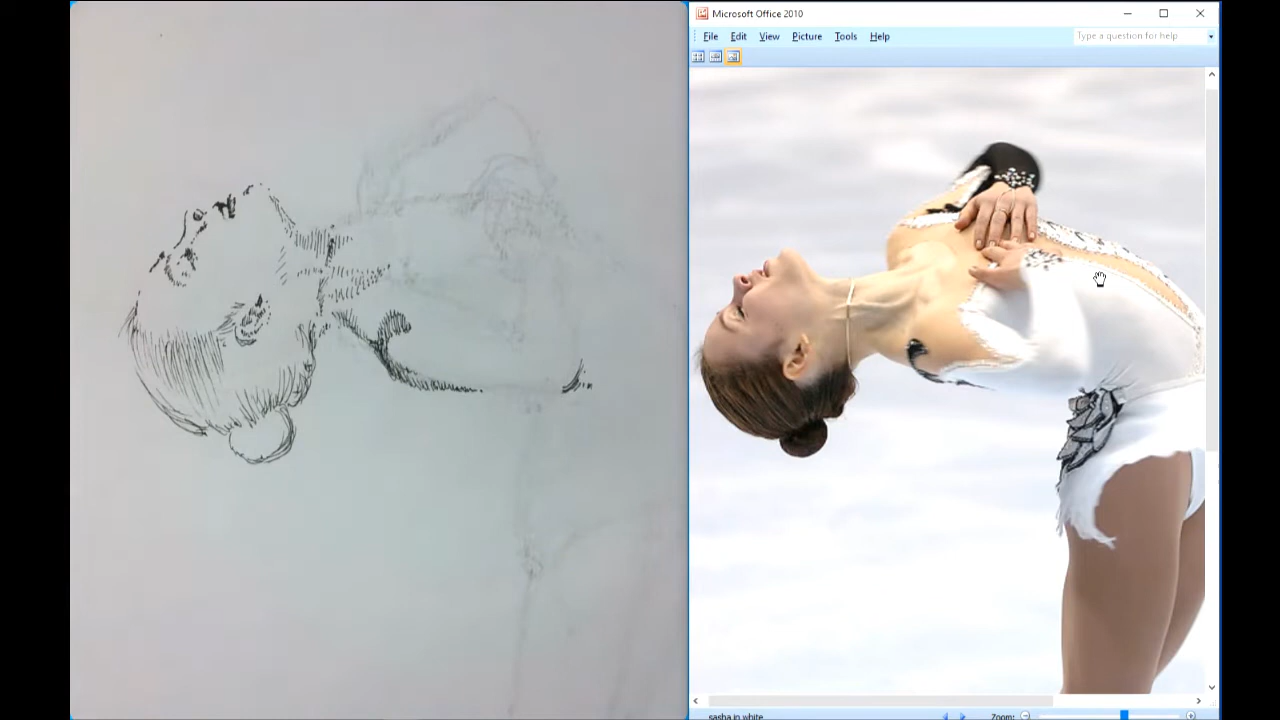 Microsoft Office 2010
File Edit View Picture Tools Help
Type a question for help
sasha in white
Zoom: